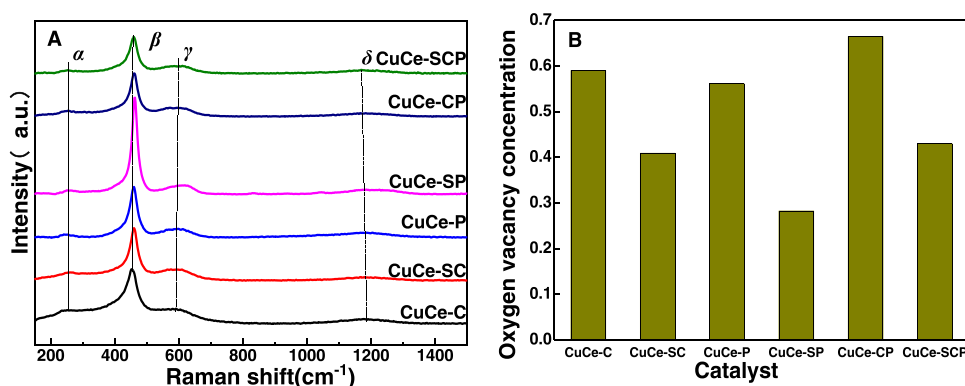 A
α
β
γ
δ CuCe-SCP
CuCe-CP
CuCe-SP
CuCe-P
CuCe-SC
CuCe-C
Intensity( a.u.)
200 400 600 800 1000 1200 1400
Raman shift(cm-1)
B
0.7
0.6
0.5
0.4
0.3
0.2
0.1
0.0
Oxygen vacancy concentration
CuCe-C CuCe-SC CuCe-P CuCe-SP CuCe-CP CuCe-SCP
Catalyst